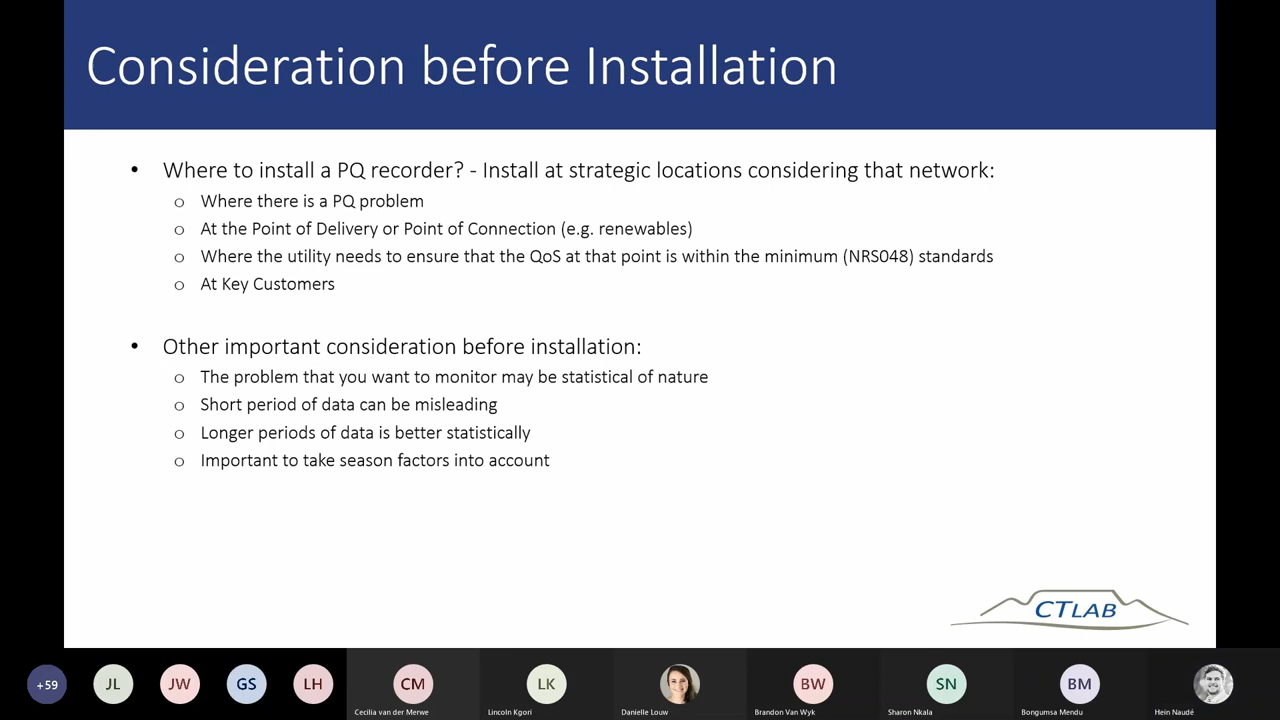 Consideration before Installation
• Where to install a PQ recorder? - Install at strategic locations considering that network:
o Where there is a PQ problem
o At the Point of Delivery or Point of Connection (e.g. renewables)
o Where the utility needs to ensure that the QoS at that point is within the minimum (NRS048) standards
o At Key Customers
• Other important consideration before installation:
o The problem that you want to monitor may be statistical of nature
o Short period of data can be misleading
o Longer periods of data is better statistically
o Important to take season factors into account
CTLAB
+59 JL JW GS LH CM LK BW SN BM
Cecilia van der Merwe Lincoln Kgori Danielle Louw Brandon Van Wyk Sharon Nkala Bongumsa Mendu Hein Naudé